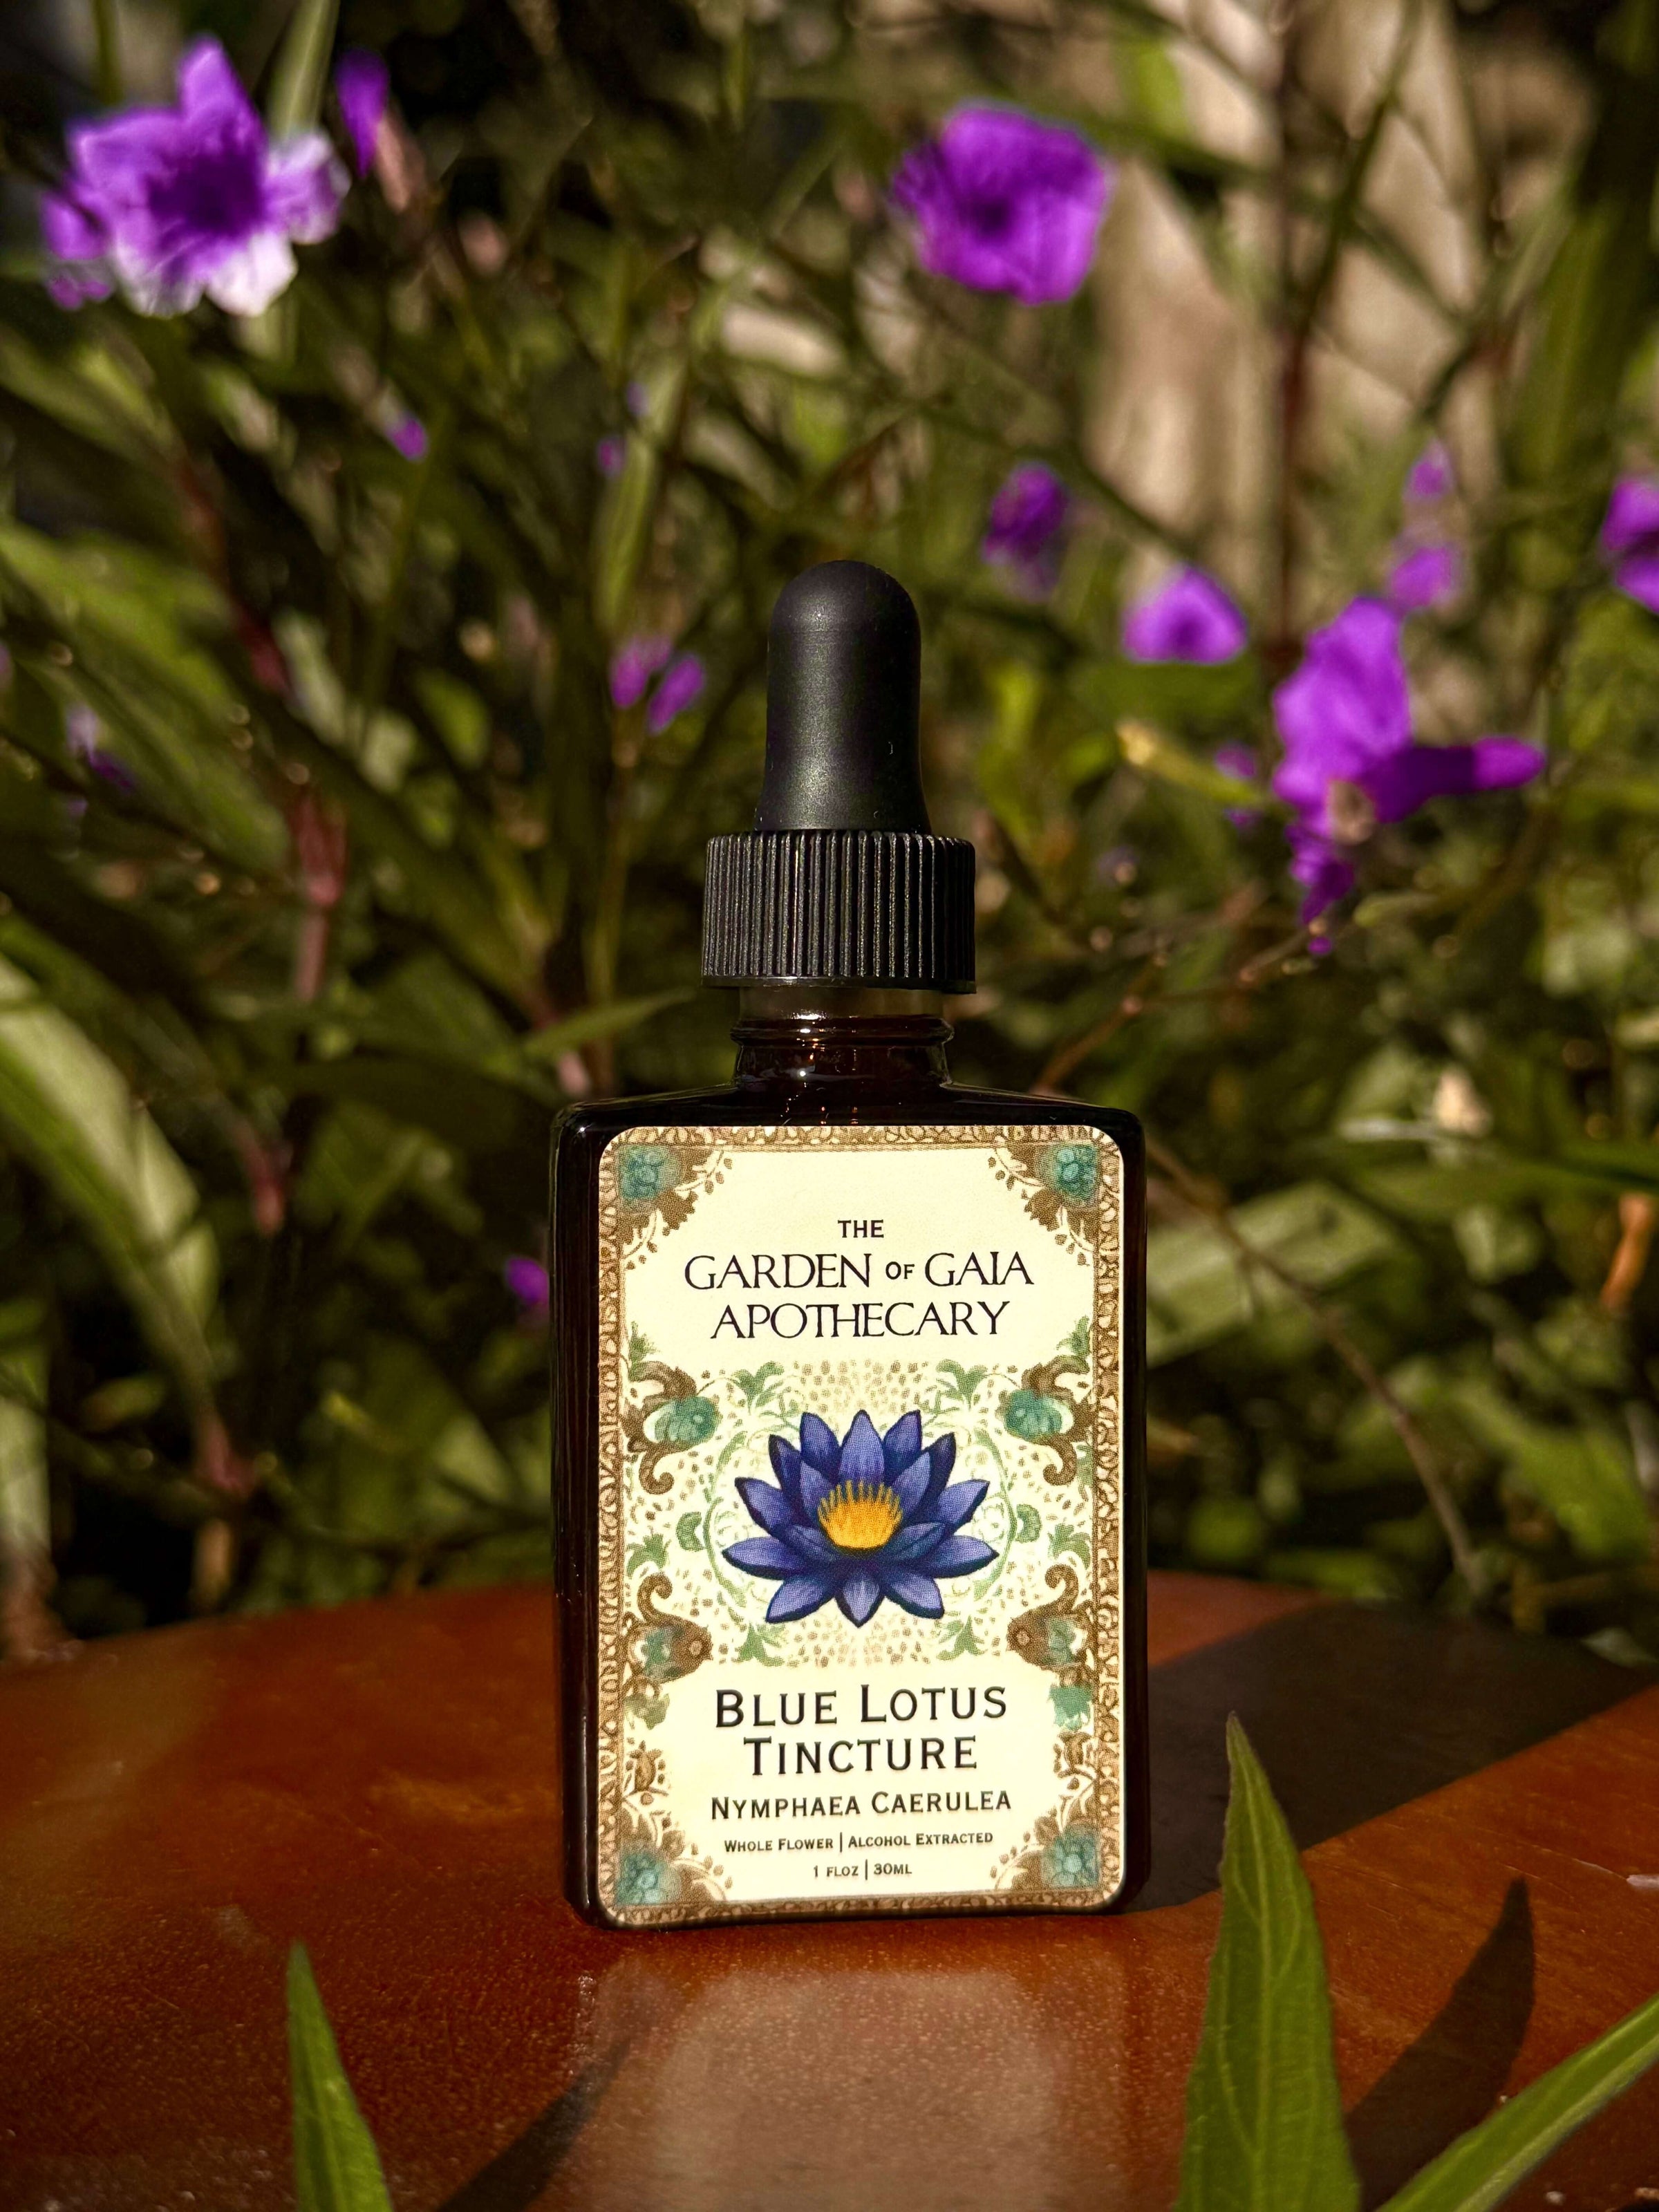 THE
GARDEN OF GAIA
APOTHECARY
BLUE LOTUS
TINCTURE
NYMPHAEA CAERULEA
WHOLE FLOWER | ALCOHOL EXTRACTED
1 FLOZ | 30ML